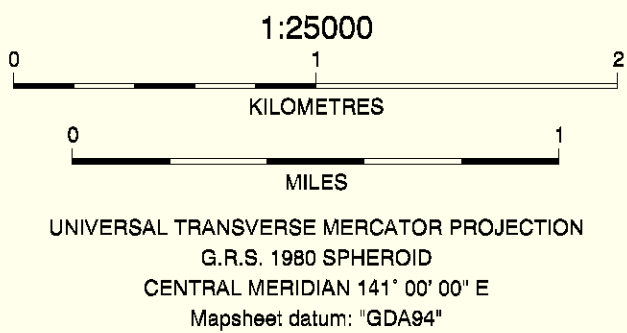 1:25000
0 1 2
KILOMETRES
0 1
MILES
UNIVERSAL TRANSVERSE MERCATOR PROJECTION
G.R.S. 1980 SPHEROID
CENTRAL MERIDIAN 141° 00' 00" E
Mapsheet datum: "GDA94"